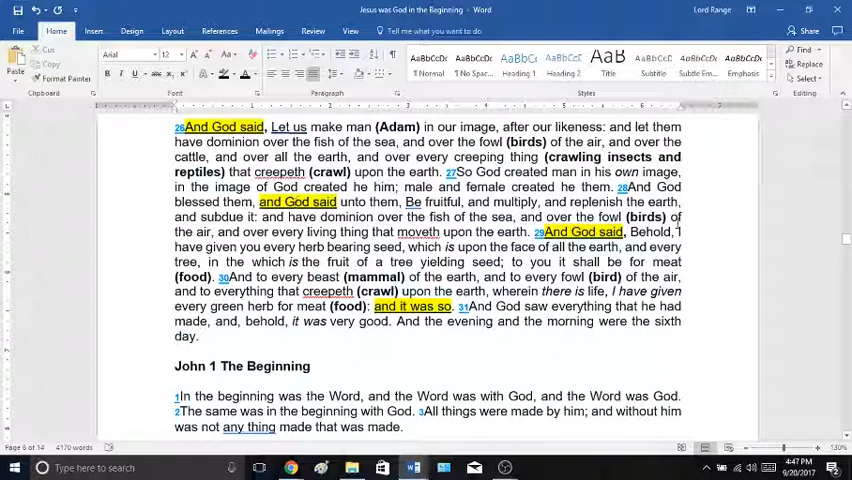 Jesus was God in the Beginning - Word
Lord Range
File Home Insert Design Layout References Mailings Review View Tell me what you want to do... Share
Paste Cut Copy Format Painter
Arial 12
AaBbCcDc AaBbCcDc AaBbCc AaBbCcC AaB AaBbCcD AaBbCcDc AaBbCcDc
¶ Normal ¶ No Spac... Heading 1 Heading 2 Title Subtitle Subtle Em... Emphasis
Find Replace Select
Clipboard Font Paragraph Styles Editing
26And God said, Let us make man (Adam) in our image, after our likeness: and let them
have dominion over the fish of the sea, and over the fowl (birds) of the air, and over the
cattle, and over all the earth, and over every creeping thing (crawling insects and
reptiles) that creepeth (crawl) upon the earth. 27So God created man in his own image,
in the image of God created he him; male and female created he them. 28And God
blessed them, and God said unto them, Be fruitful, and multiply, and replenish the earth,
and subdue it: and have dominion over the fish of the sea, and over the fowl (birds) of
the air, and over every living thing that moveth upon the earth. 29And God said, Behold, I
have given you every herb bearing seed, which is upon the face of all the earth, and every
tree, in the which is the fruit of a tree yielding seed; to you it shall be for meat
(food). 30And to every beast (mammal) of the earth, and to every fowl (bird) of the air,
and to everything that creepeth (crawl) upon the earth, wherein there is life, I have given
every green herb for meat (food): and it was so. 31And God saw everything that he had
made, and, behold, it was very good. And the evening and the morning were the sixth
day.
John 1 The Beginning
1In the beginning was the Word, and the Word was with God, and the Word was God.
2The same was in the beginning with God. 3All things were made by him; and without him
was not any thing made that was made.
Page 6 of 14 4170 words 130%
Type here to search
4:47 PM
9/20/2017